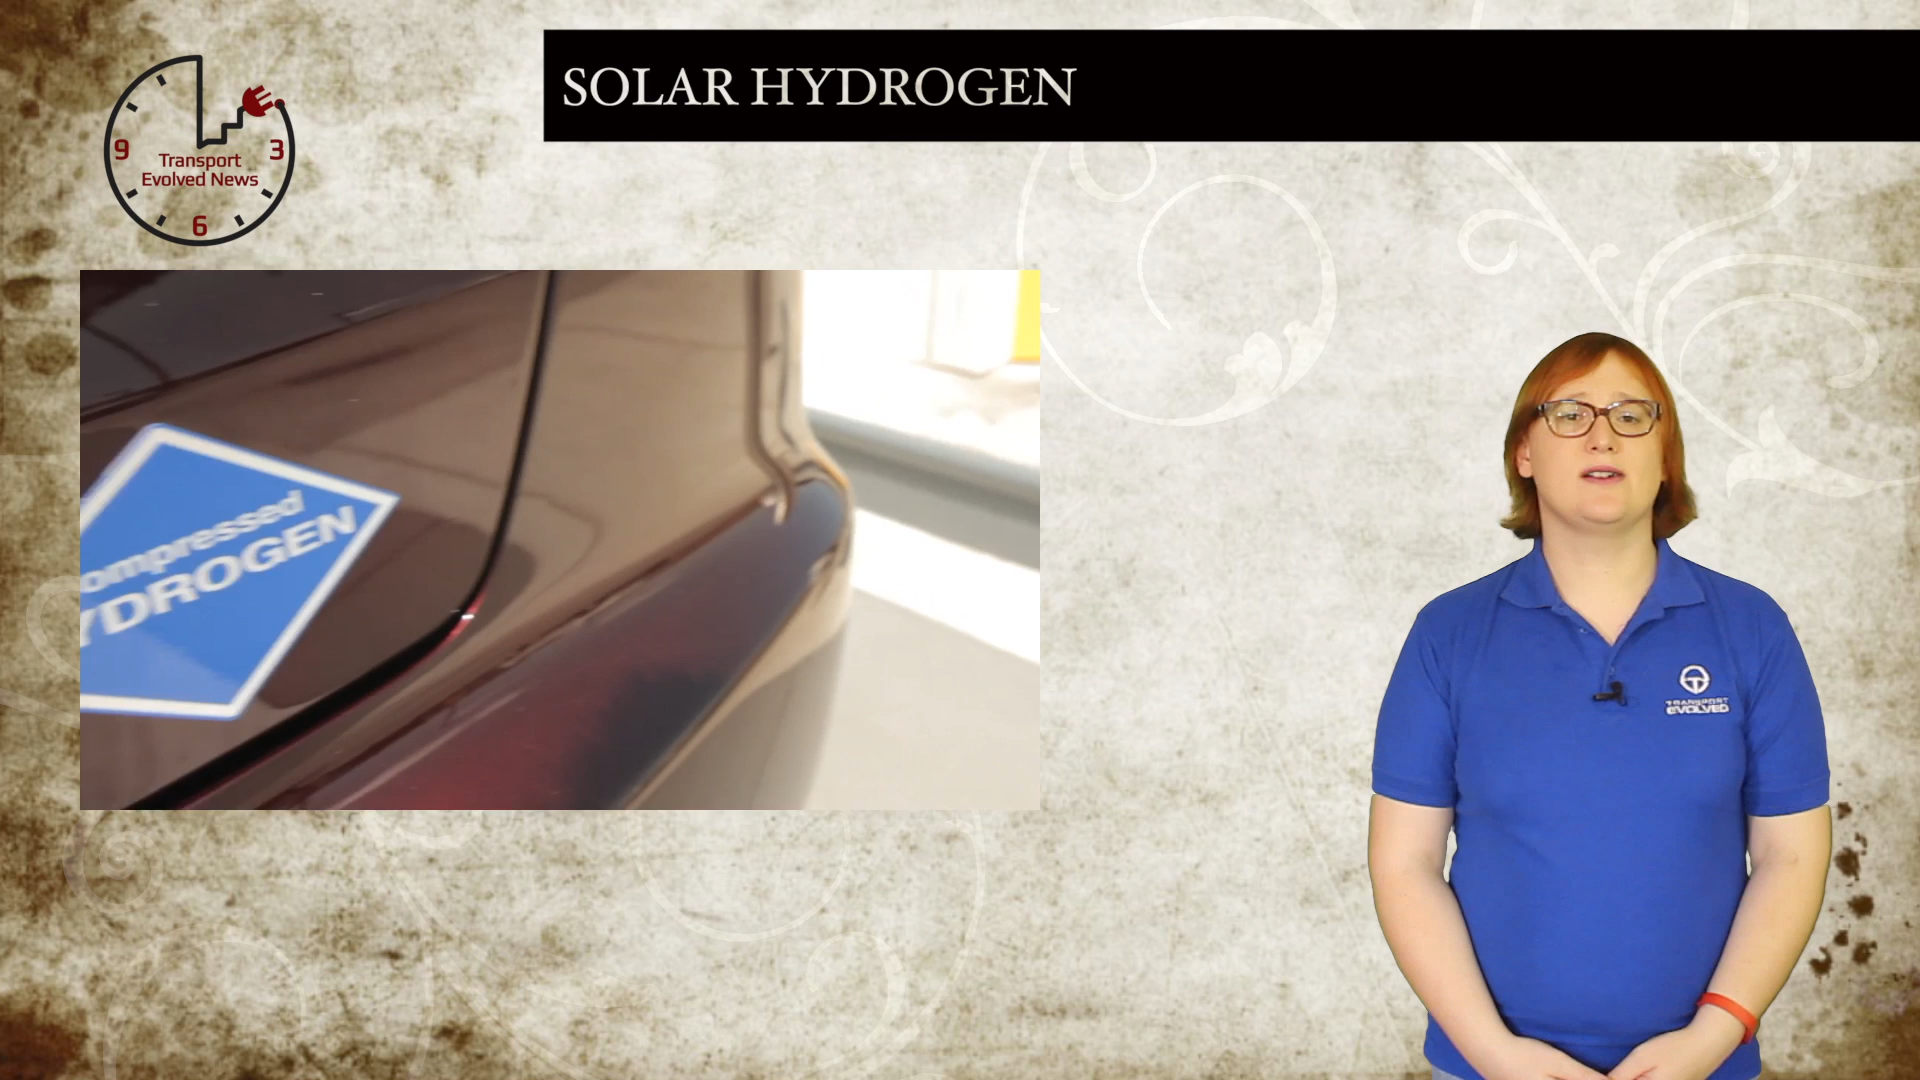 SOLAR HYDROGEN
9
3
Transport
Evolved News
6
ompressed
YDROGEN
TRANSPORT
EVOLVED